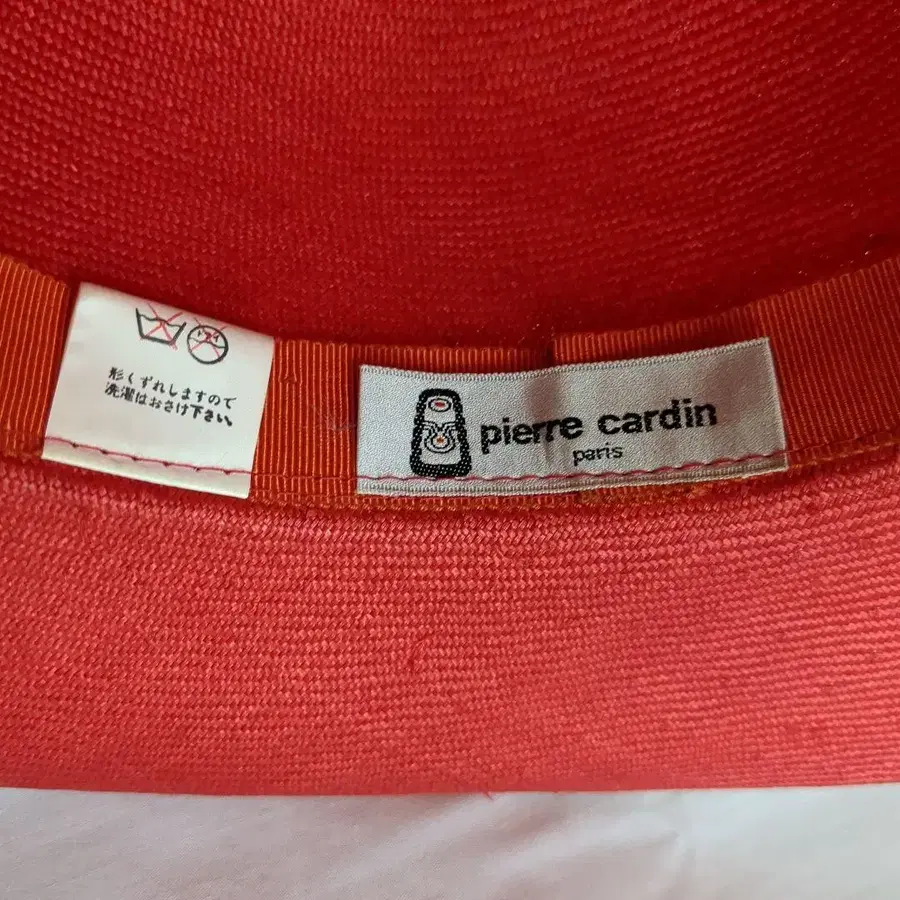 形くずれしますので
洗濯はおさけ下さい。
pierre cardin
paris